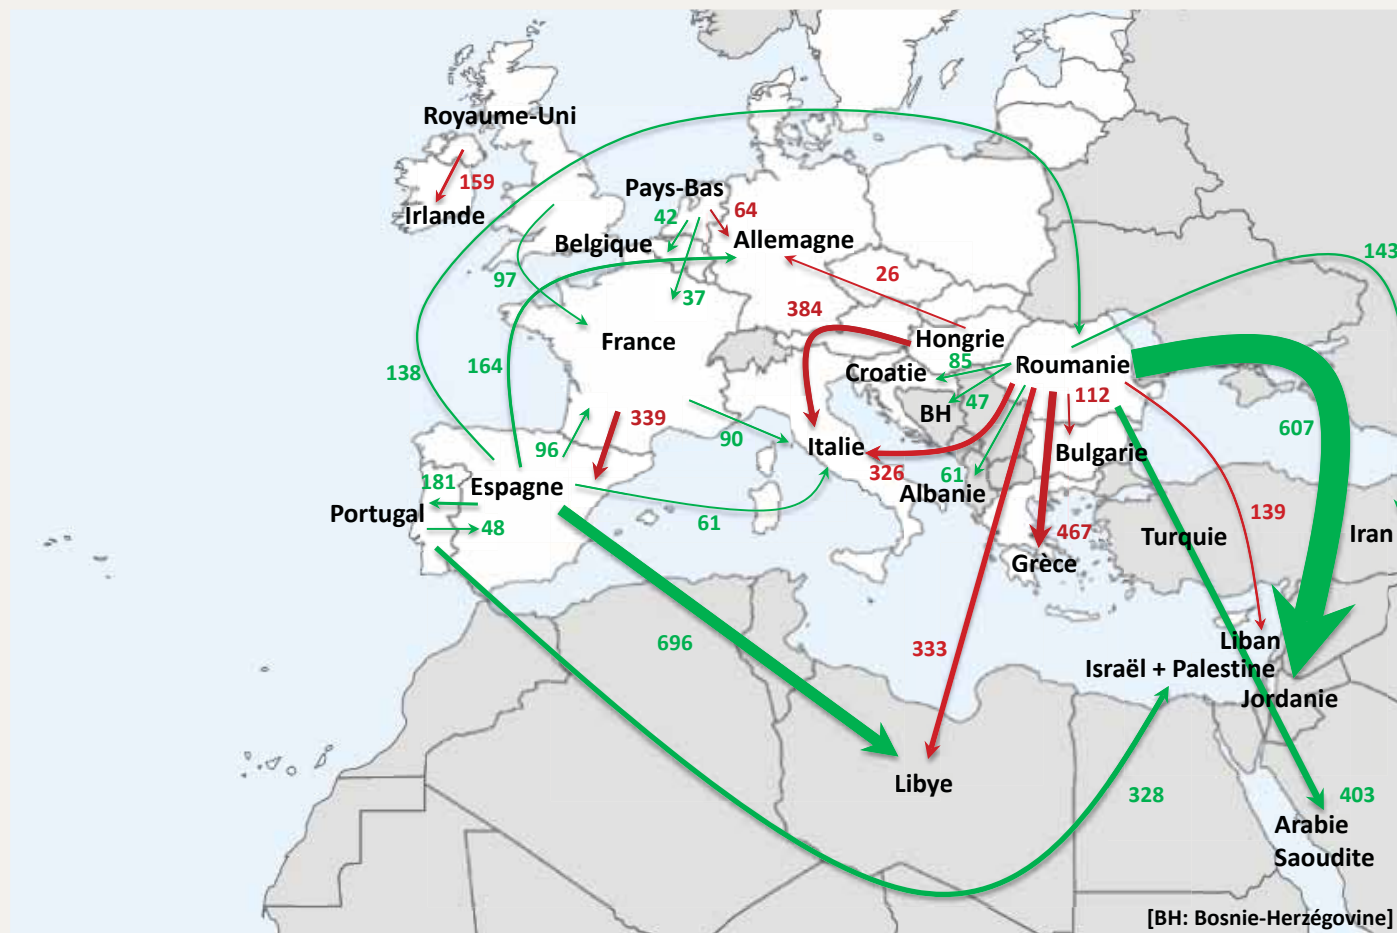 Royaume-Uni
159
Irlande
Pays-Bas
42
64
Belgique
Allemagne
143
97
37
26
384
France
Hongrie
85
Roumanie
Croatie
138
164
47
112
BH
339
90
607
96
Italie
Bulgarie
326
61
181
Espagne
Albanie
Portugal
48
61
139
467
Turquie
Iran
Grèce
696
333
Liban
Israël + Palestine
Jordanie
Libye
328
403
Arabie
Saoudite
[BH: Bosnie-Herzégovine]